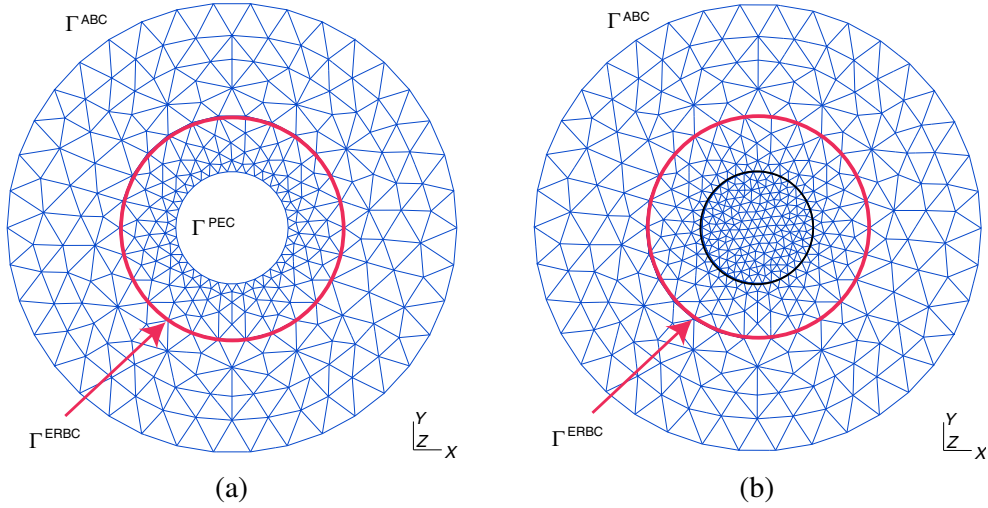 Γ^ABC
Γ^PEC
Γ^ERBC
Y
Z X
(a)
Γ^ABC
Γ^ERBC
Y
Z X
(b)